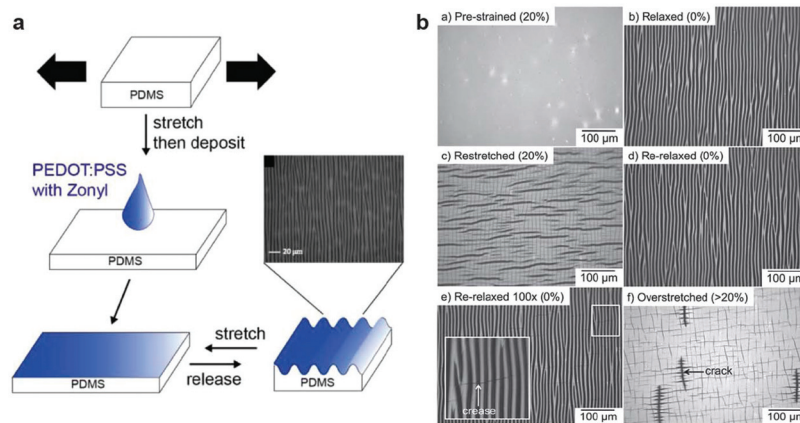 a
PDMS
stretch
then deposit
PEDOT:PSS
with Zonyl
PDMS
20 µm
stretch
release
PDMS
PDMS
b
a) Pre-strained (20%)
100 µm
b) Relaxed (0%)
100 µm
c) Restretched (20%)
100 µm
d) Re-relaxed (0%)
100 µm
e) Re-relaxed 100x (0%)
crease
100 µm
f) Overstretched (>20%)
crack
100 µm